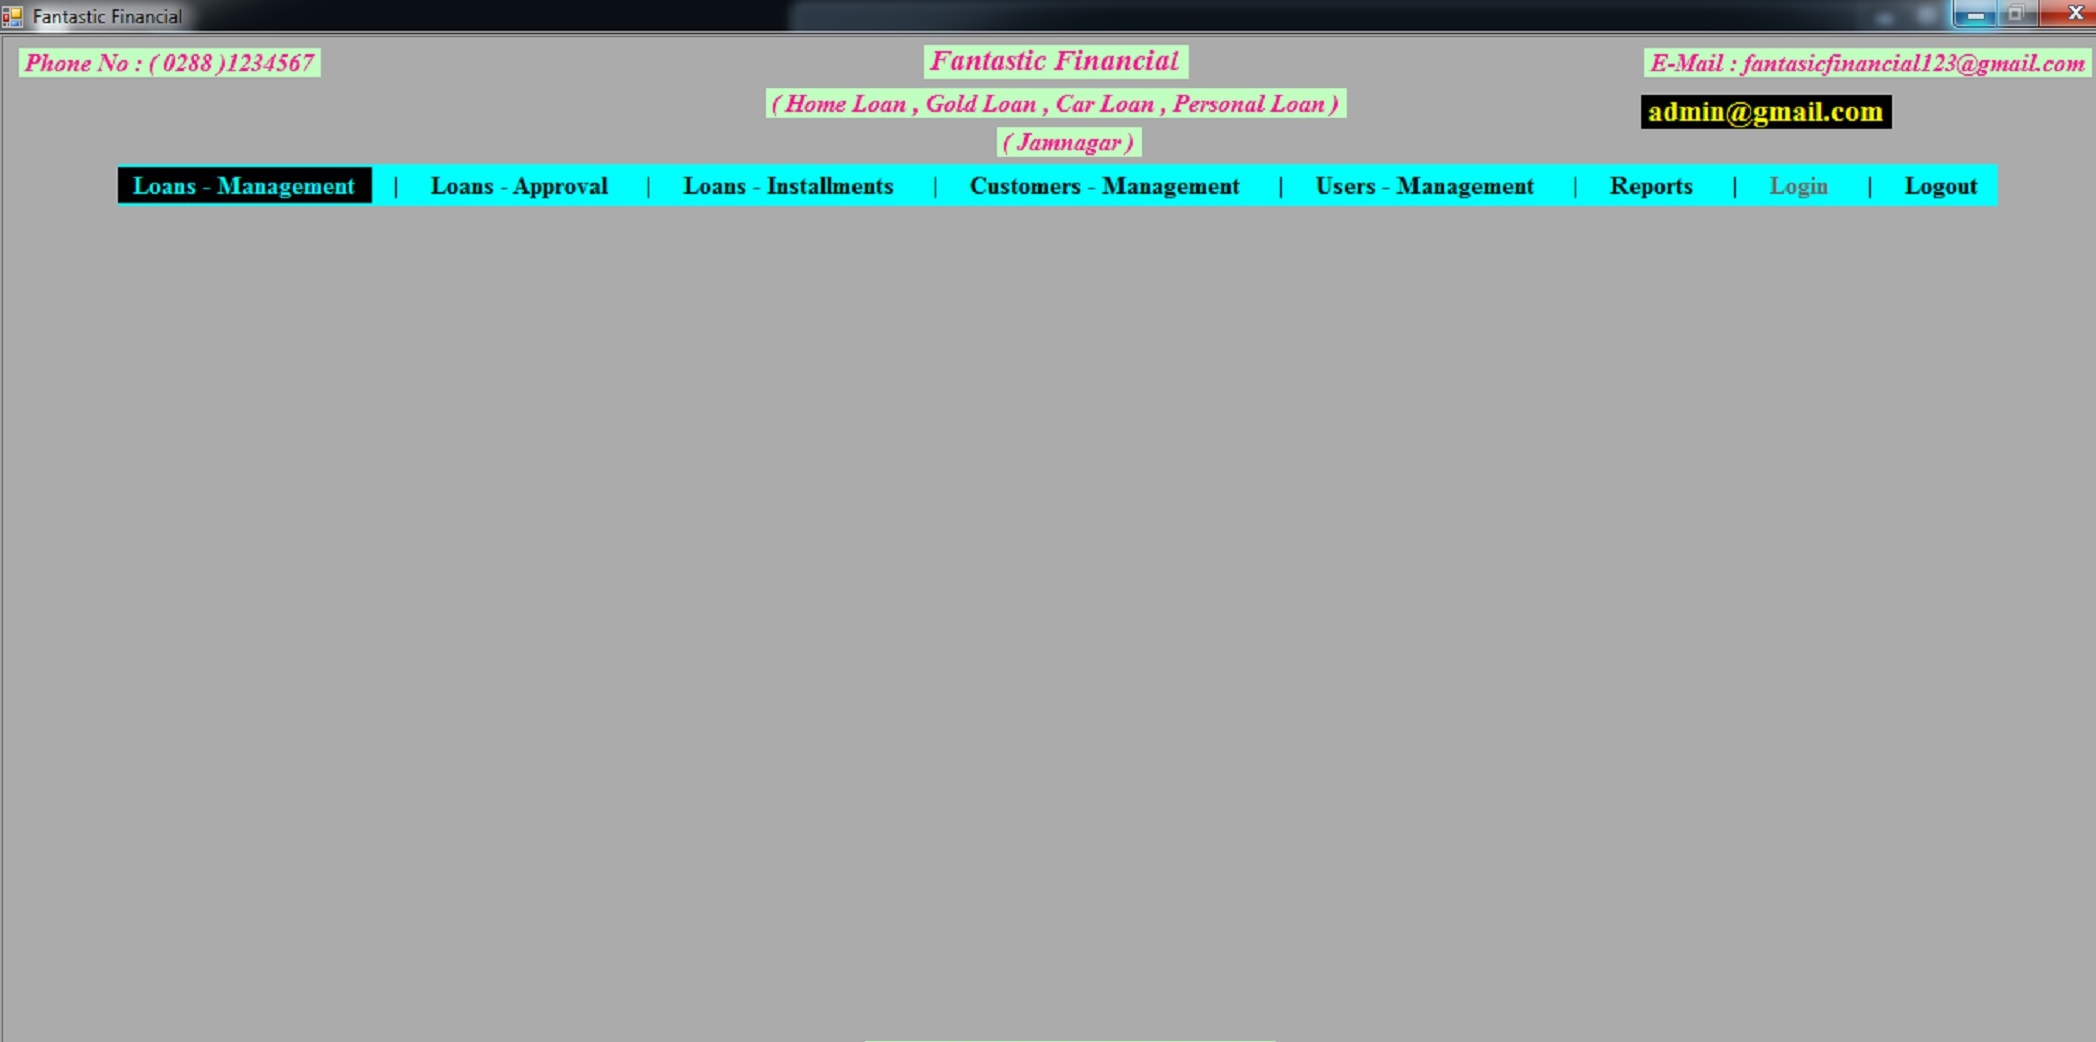 Fantastic Financial
Phone No : ( 0288 )1234567
Fantastic Financial
E-Mail : fantasicfinancial123@gmail.com
( Home Loan , Gold Loan , Car Loan , Personal Loan )
admin@gmail.com
( Jamnagar )
Loans - Management | Loans - Approval | Loans - Installments | Customers - Management | Users - Management | Reports | Login | Logout